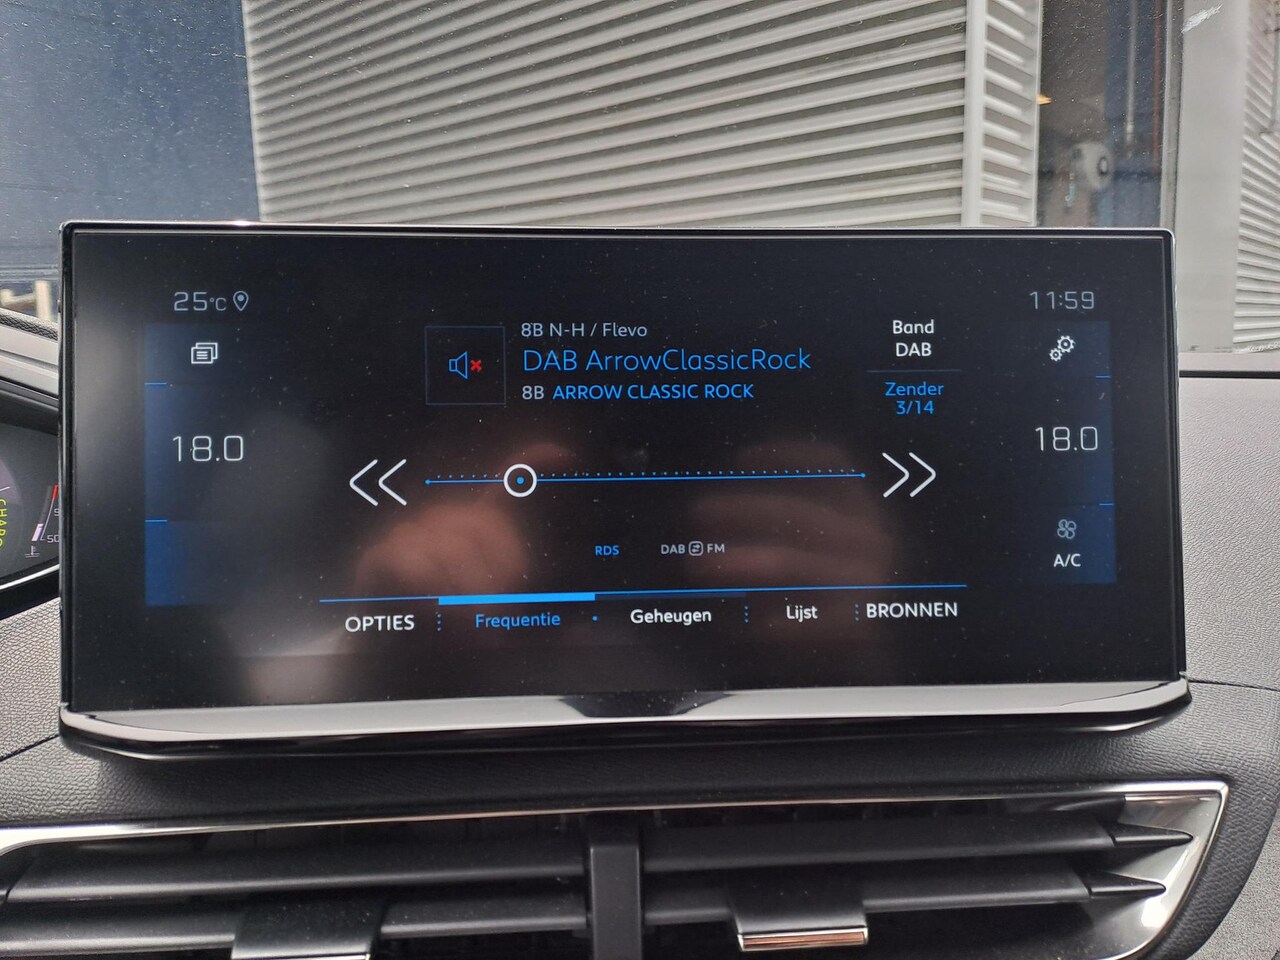 25°C
11:59
8B N-H / Flevo
DAB ArrowClassicRock
8B ARROW CLASSIC ROCK
Band
DAB
Zender
3/14
18.0
18.0
RDS
DAB FM
A/C
OPTIES
Frequentie
Geheugen
Lijst
BRONNEN